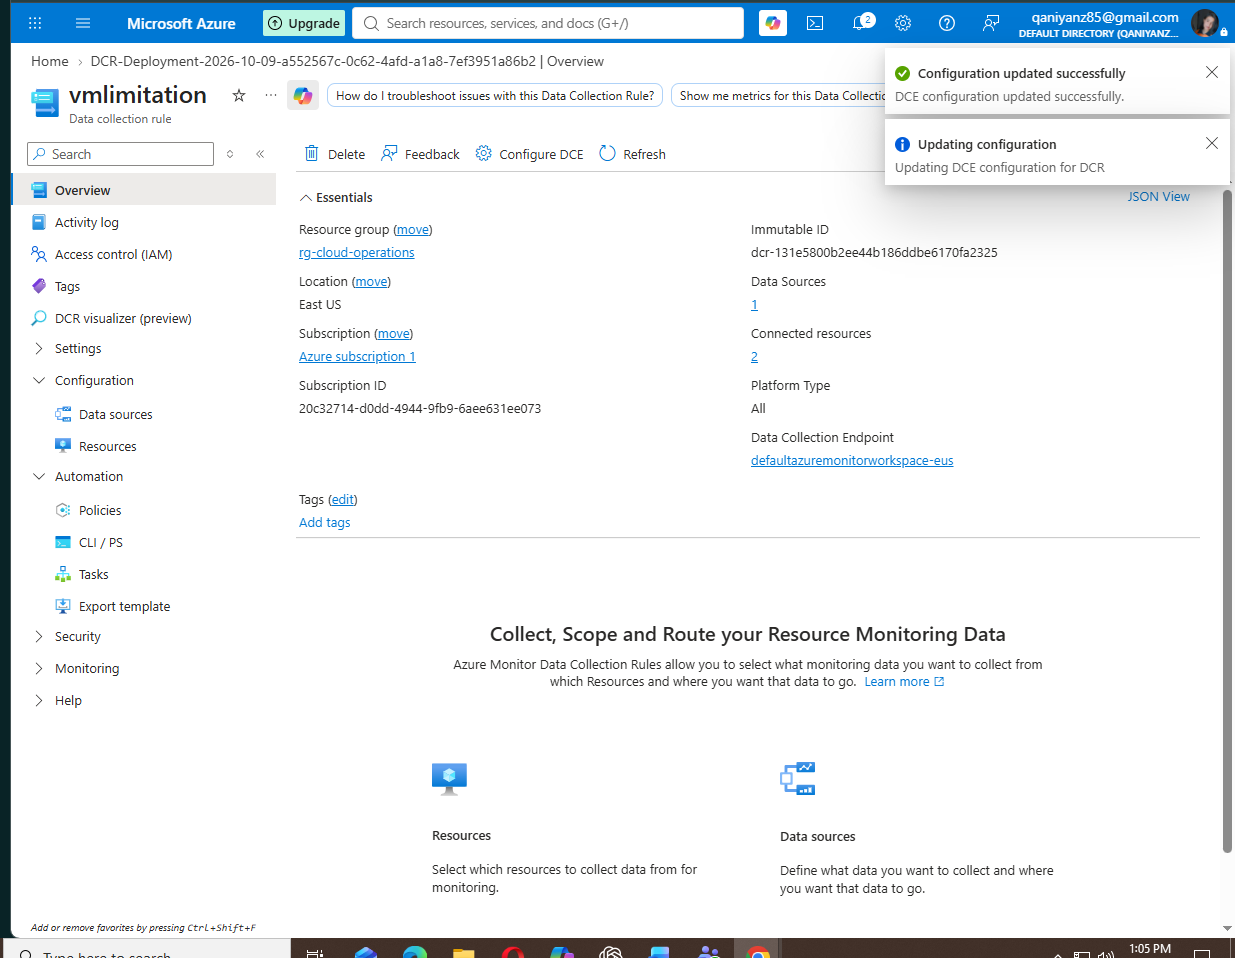 Microsoft Azure
Upgrade
Search resources, services, and docs (G+/)
2
qaniyanz85@gmail.com
DEFAULT DIRECTORY (QANIYANZ...
Home > DCR-Deployment-2026-10-09-a552567c-0c62-4afd-a1a8-7ef3951a86b2 | Overview
vmlimitation
Data collection rule
How do I troubleshoot issues with this Data Collection Rule?
Show me metrics for this Data Collectio
Configuration updated successfully
DCE configuration updated successfully.
Updating configuration
Updating DCE configuration for DCR
Search
Delete
Feedback
Configure DCE
Refresh
Overview
Activity log
Access control (IAM)
Tags
DCR visualizer (preview)
Settings
Configuration
Data sources
Resources
Automation
Policies
CLI / PS
Tasks
Export template
Security
Monitoring
Help
Add or remove favorites by pressing Ctrl+Shift+F
Essentials
JSON View
Resource group (move)
rg-cloud-operations
Location (move)
East US
Subscription (move)
Azure subscription 1
Subscription ID
20c32714-d0dd-4944-9fb9-6aee631ee073
Immutable ID
dcr-131e5800b2ee44b186ddbe6170fa2325
Data Sources
1
Connected resources
2
Platform Type
All
Data Collection Endpoint
defaultazuremonitorworkspace-eus
Tags (edit)
Add tags
Collect, Scope and Route your Resource Monitoring Data
Azure Monitor Data Collection Rules allow you to select what monitoring data you want to collect from
which Resources and where you want that data to go. Learn more
Resources
Select which resources to collect data from for
monitoring.
Data sources
Define what data you want to collect and where
you want that data to go.
Type here to search
1:05 PM